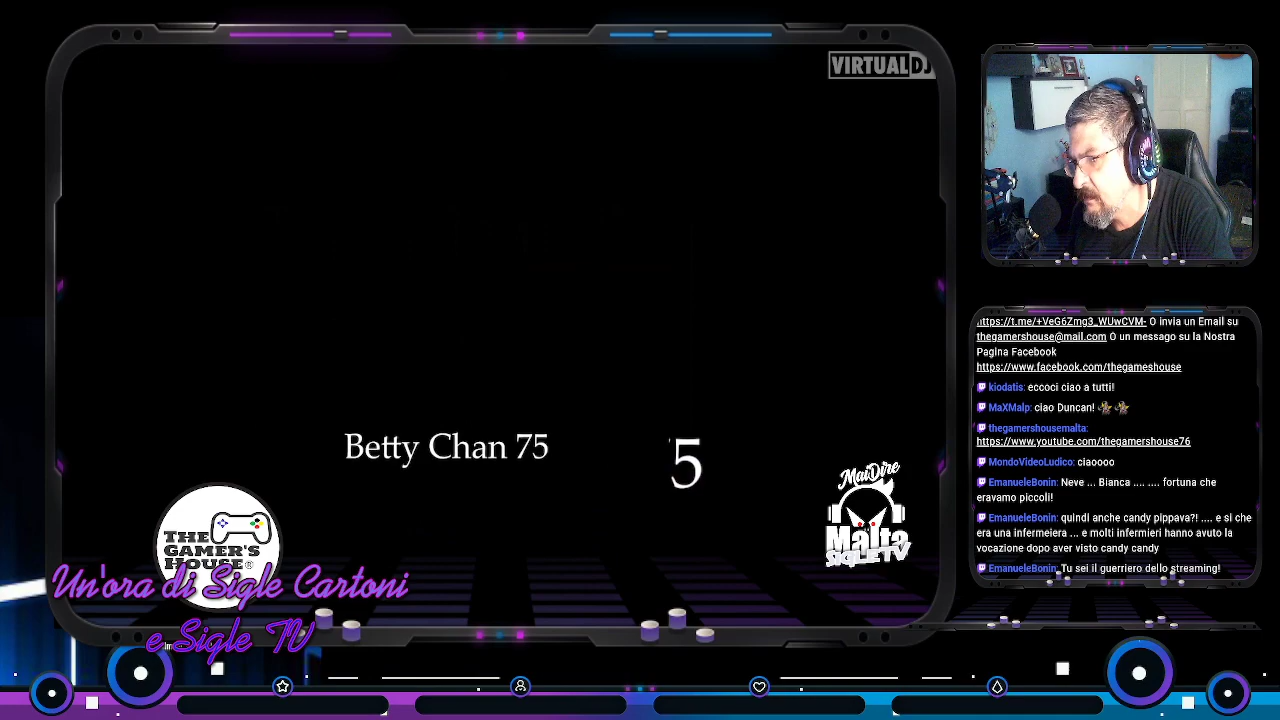 VIRTUALDJ
Betty Chan 75
5
MaiDire
Malta
SIGLE TV
THE
GAMER'S
HOUSE®
Un'ora di Sigle Cartoni
e Sigle TV
https://t.me/+VeG6Zmg3_WUwCVM- O invia un Email su
thegamershouse@mail.com O un messago su la Nostra
Pagina Facebook
https://www.facebook.com/thegameshouse
kiodatis: eccoci ciao a tutti!
MaXMalp: ciao Duncan!
thegamershousemalta:
https://www.youtube.com/thegamershouse76
MondoVideoLudico: ciaoooo
EmanueleBonin: Neve ... Bianca .... .... fortuna che
eravamo piccoli!
EmanueleBonin: quindi anche candy pippava?! .... e si che
era una infermeiera ... e molti infermieri hanno avuto la
vocazione dopo aver visto candy candy
EmanueleBonin: Tu sei il guerriero dello streaming!